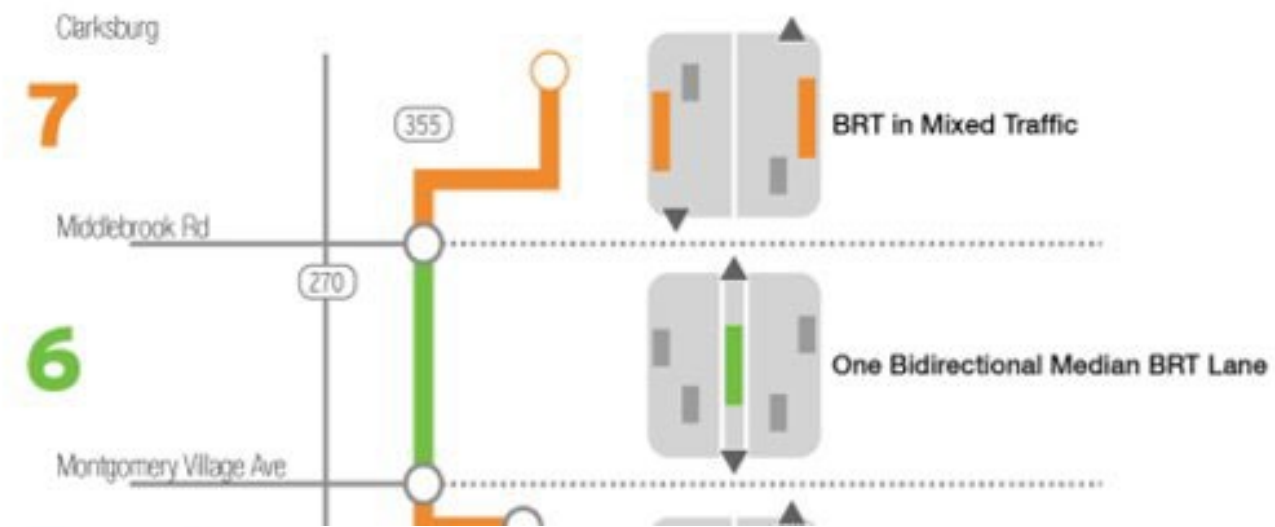 Clarksburg
7
355
BRT in Mixed Traffic
Middlebrook Rd
270
6
One Bidirectional Median BRT Lane
Montgomery Village Ave